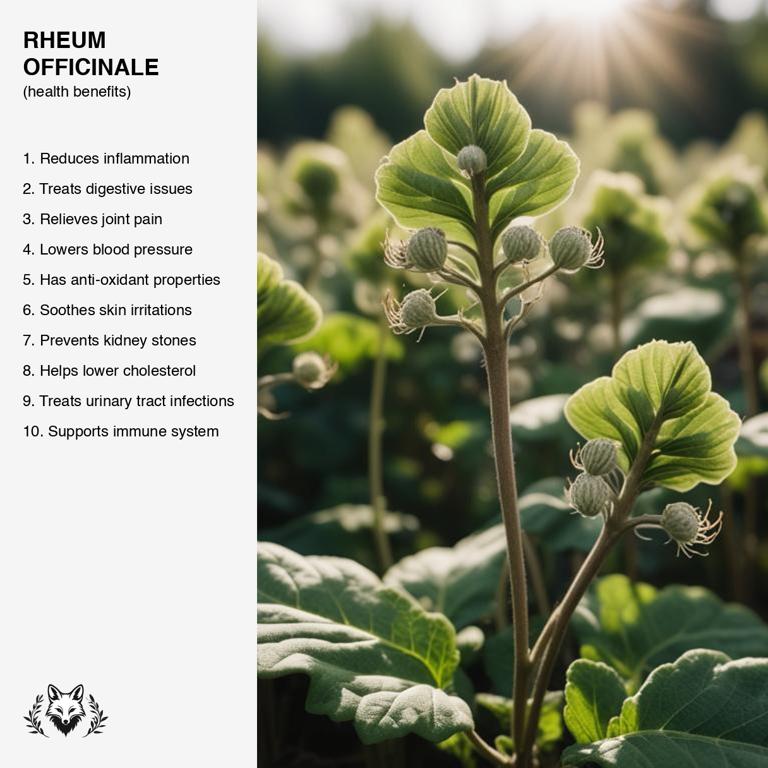 RHEUM
OFFICINALE
(health benefits)
1. Reduces inflammation
2. Treats digestive issues
3. Relieves joint pain
4. Lowers blood pressure
5. Has anti-oxidant properties
6. Soothes skin irritations
7. Prevents kidney stones
8. Helps lower cholesterol
9. Treats urinary tract infections
10. Supports immune system